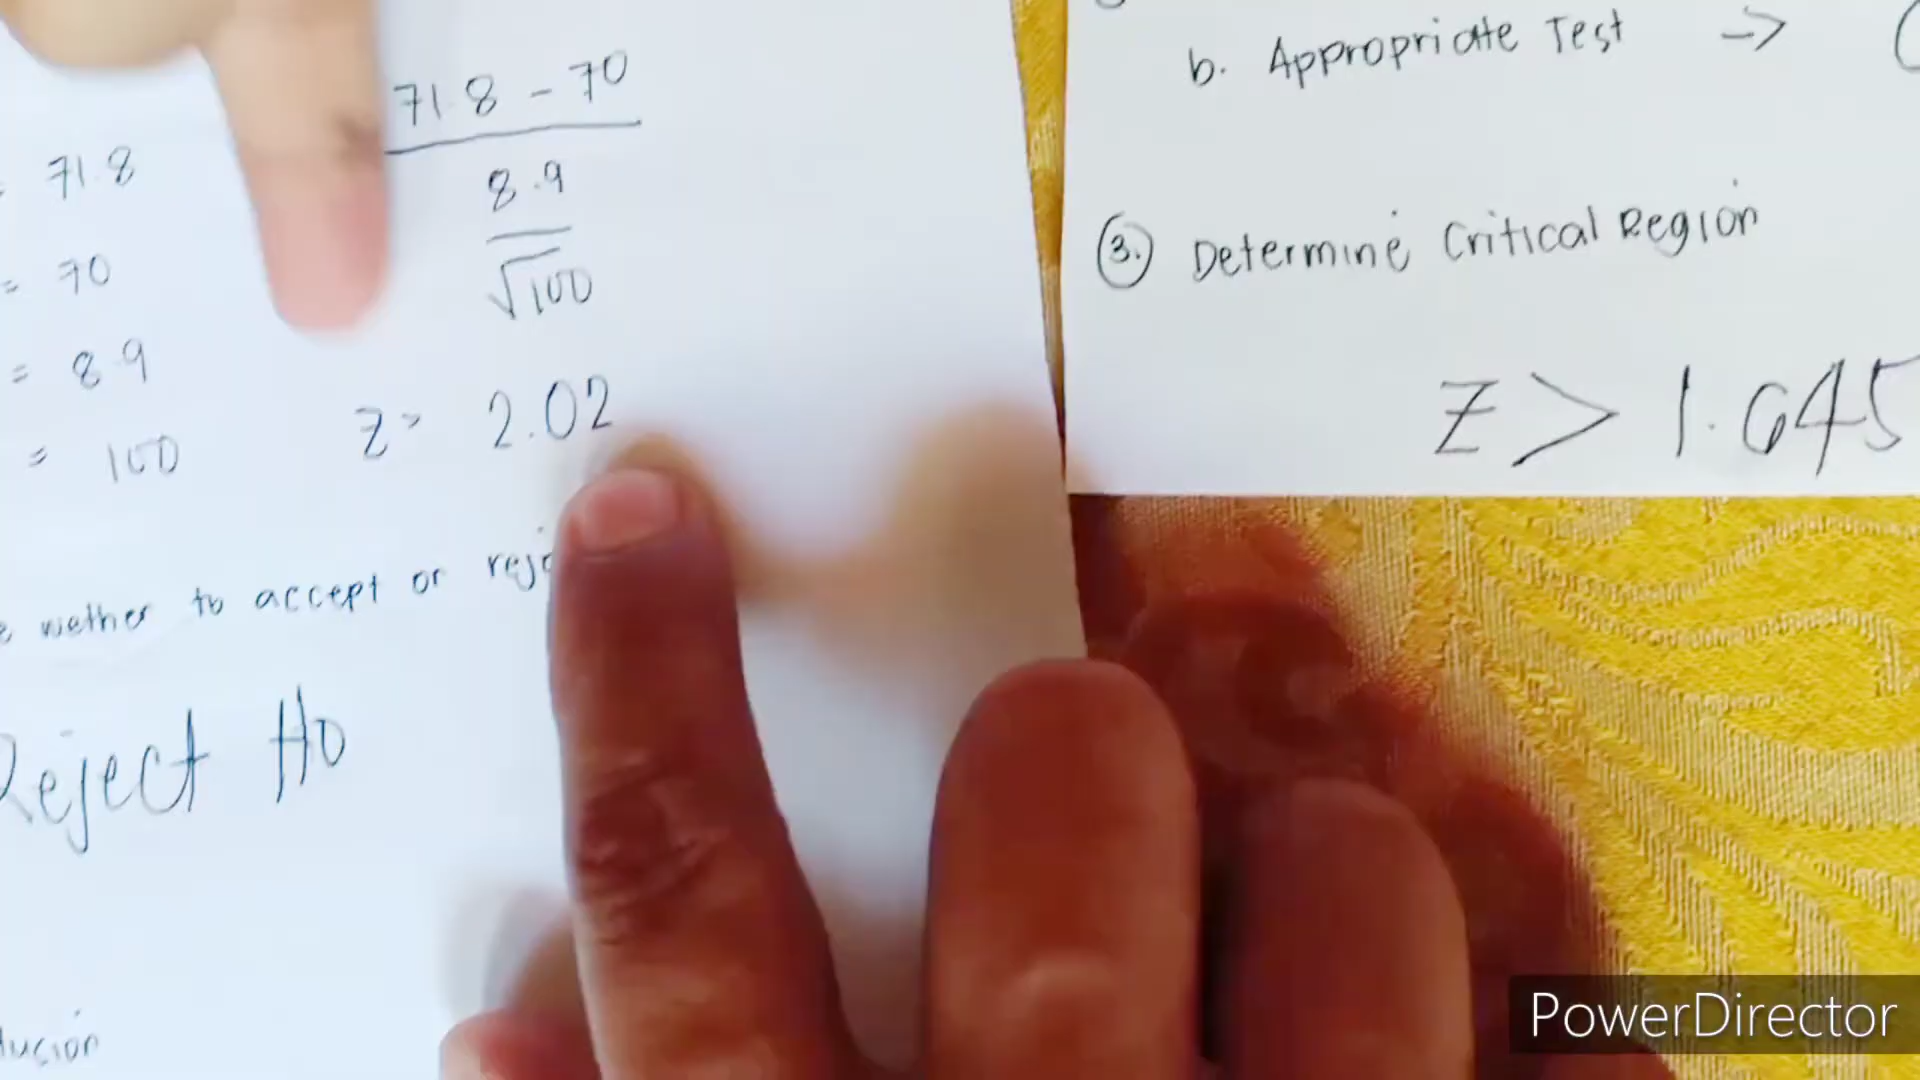 71.8 - 70
= 71.8
8.9
= 70
√100
= 8.9
z = 2.02
= 100
wether to accept or
Reject Ho
b. Appropriate Test →
3. Determine Critical Region
Z > 1.645
PowerDirector